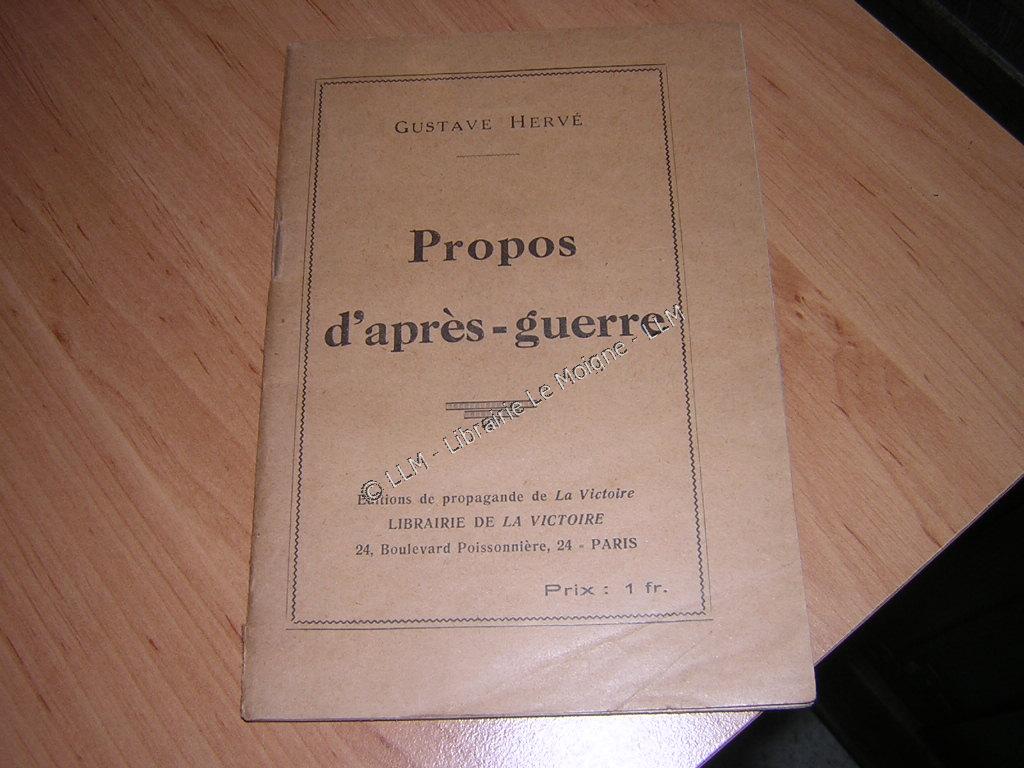 GUSTAVE HERVÉ
Propos
d'après-guerre
© LLM - Librairie Le Moigne - LLM
Éditions de propagande de La Victoire
LIBRAIRIE DE LA VICTOIRE
24, Boulevard Poissonnière, 24 - PARIS
Prix : 1 fr.